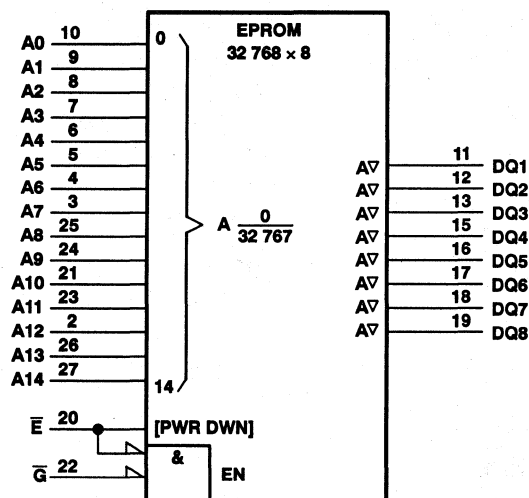 EPROM
32 768 × 8
A0 10 0
A1 9
A2 8
A3 7
A4 6
A5 5 A▽ 11 DQ1
A6 4 A▽ 12 DQ2
A7 3 A▽ 13 DQ3
A8 25 A 0/32 767 A▽ 15 DQ4
A9 24 A▽ 16 DQ5
A10 21 A▽ 17 DQ6
A11 23 A▽ 18 DQ7
A12 2 A▽ 19 DQ8
A13 26
A14 27 14
E̅ 20 [PWR DWN]
&
G̅ 22 EN